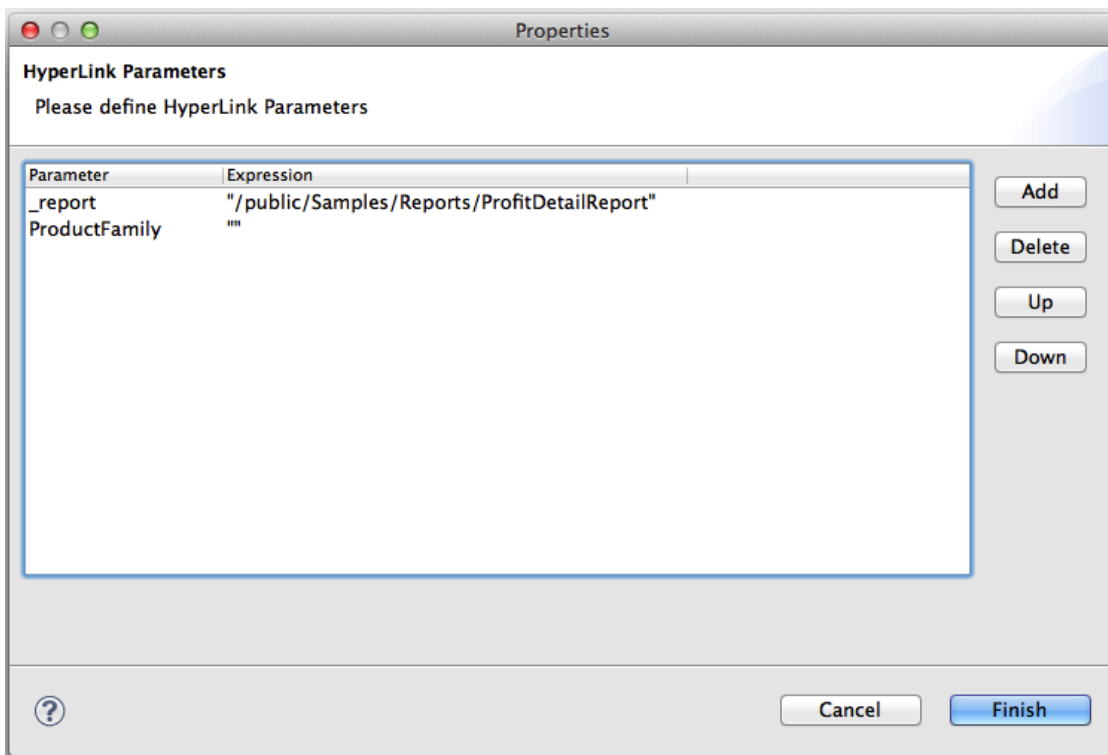 Properties
HyperLink Parameters
Please define HyperLink Parameters
Parameter Expression
_report "/public/Samples/Reports/ProfitDetailReport"
ProductFamily ""
Add
Delete
Up
Down
?
Cancel
Finish